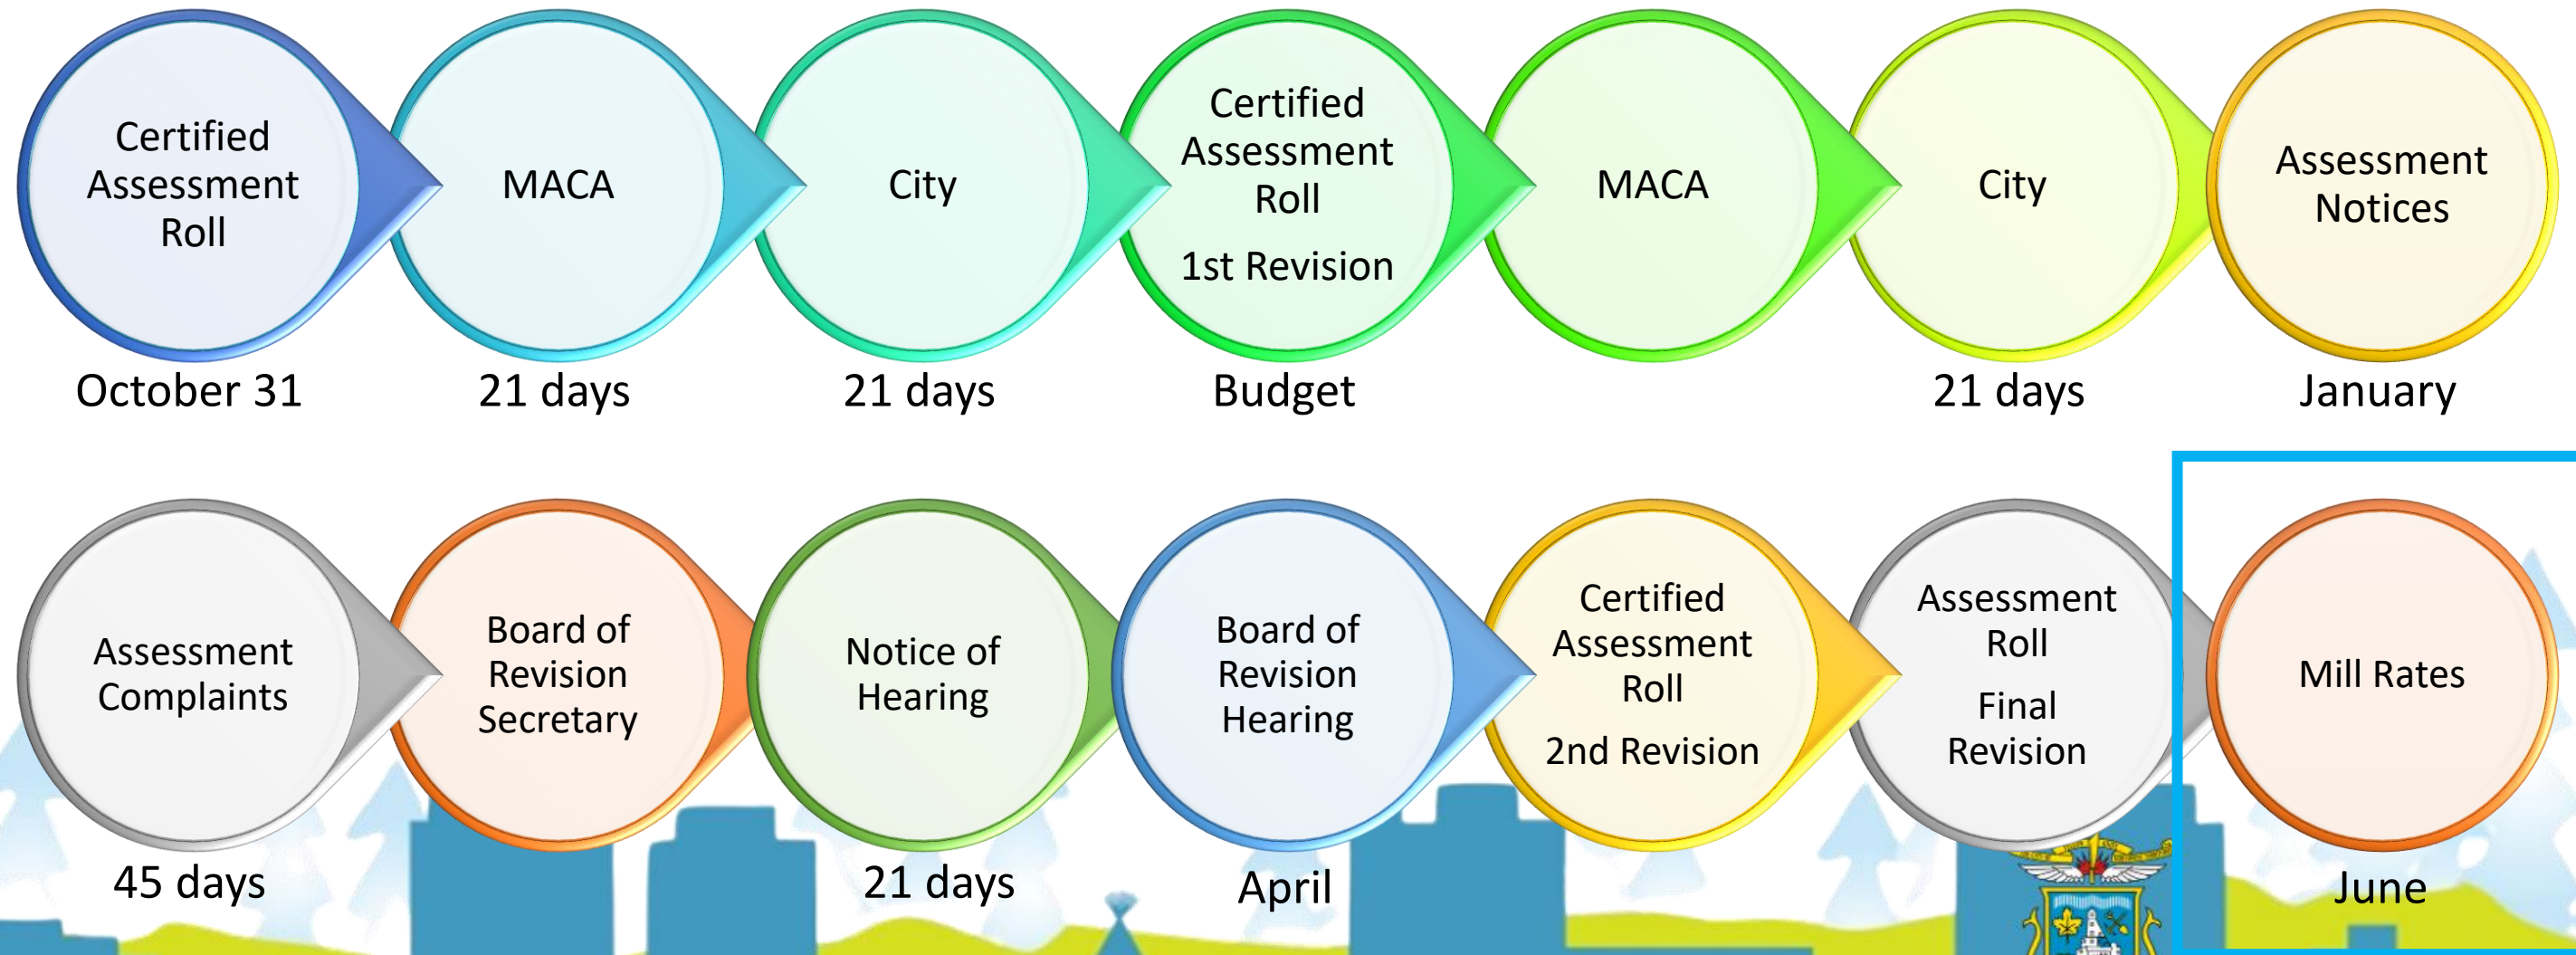 Certified
Assessment
Roll
October 31
MACA
21 days
City
21 days
Certified
Assessment
Roll
1st Revision
Budget
MACA
City
21 days
Assessment
Notices
January
Assessment
Complaints
45 days
Board of
Revision
Secretary
Notice of
Hearing
21 days
Board of
Revision
Hearing
April
Certified
Assessment
Roll
2nd Revision
Assessment
Roll
Final
Revision
Mill Rates
June